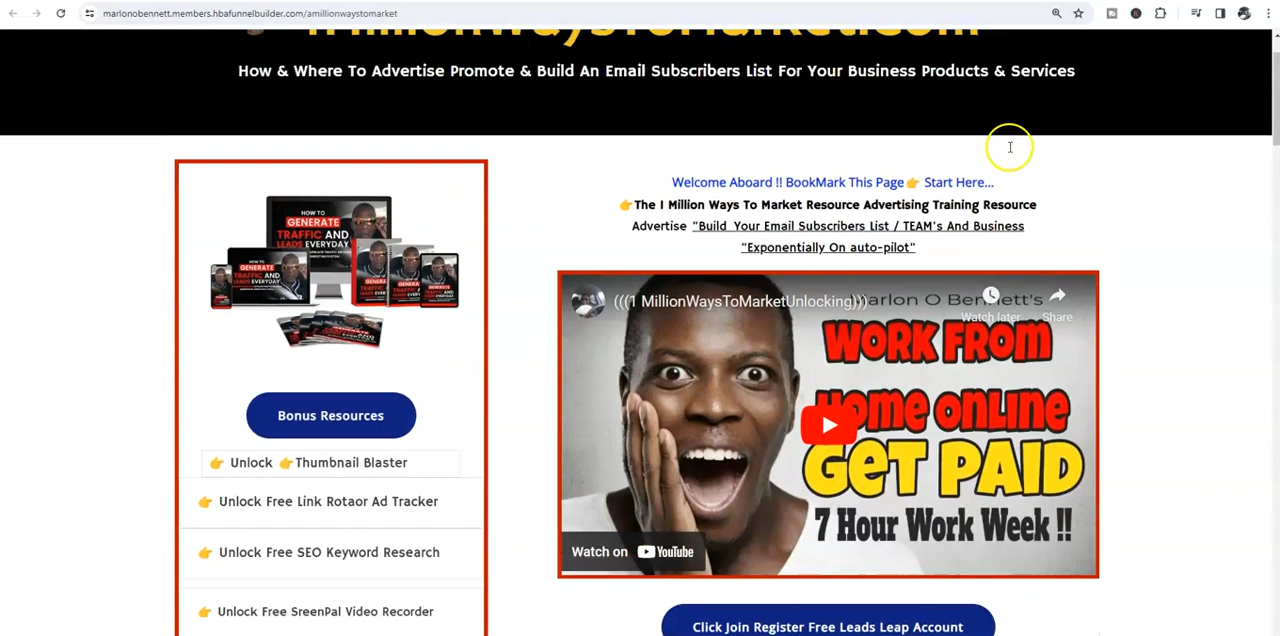 marlonobennett.members.hbafunnelbuilder.com/amillionwaystomarket
1MillionWaysToMarket.com
How & Where To Advertise Promote & Build An Email Subscribers List For Your Business Products & Services
HOW TO
GENERATE
TRAFFIC AND
LEADS EVERYDAY
Bonus Resources
👉 Unlock 👉Thumbnail Blaster
👉 Unlock Free Link Rotaor Ad Tracker
👉 Unlock Free SEO Keyword Research
👉 Unlock Free SreenPal Video Recorder
Welcome Aboard !! BookMark This Page👉 Start Here...
👉The 1 Million Ways To Market Resource Advertising Training Resource
Advertise "Build Your Email Subscribers List / TEAM's And Business
"Exponentially On auto-pilot"
(((1 MillionWaysToMarketUnlocking)))
Marlon O Bennett's
Watch later
Share
WORK FROM
Home Online
GET PAID
7 Hour Work Week !!
Watch on YouTube
Click Join Register Free Leads Leap Account